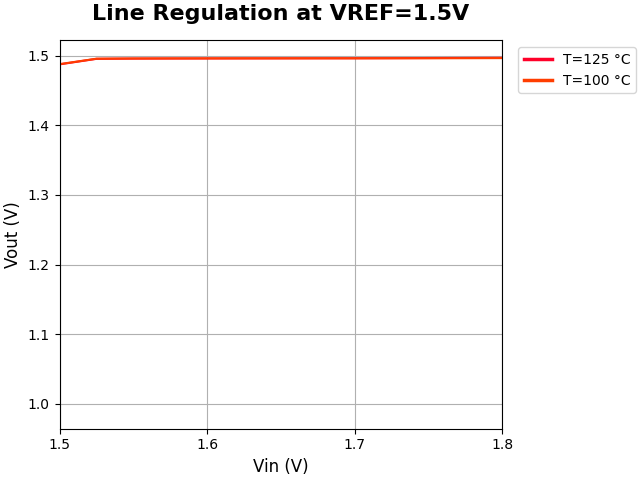 Line Regulation at VREF=1.5V
T=125 °C
T=100 °C
Vout (V)
1.5
1.4
1.3
1.2
1.1
1.0
1.5 1.6 1.7 1.8
Vin (V)